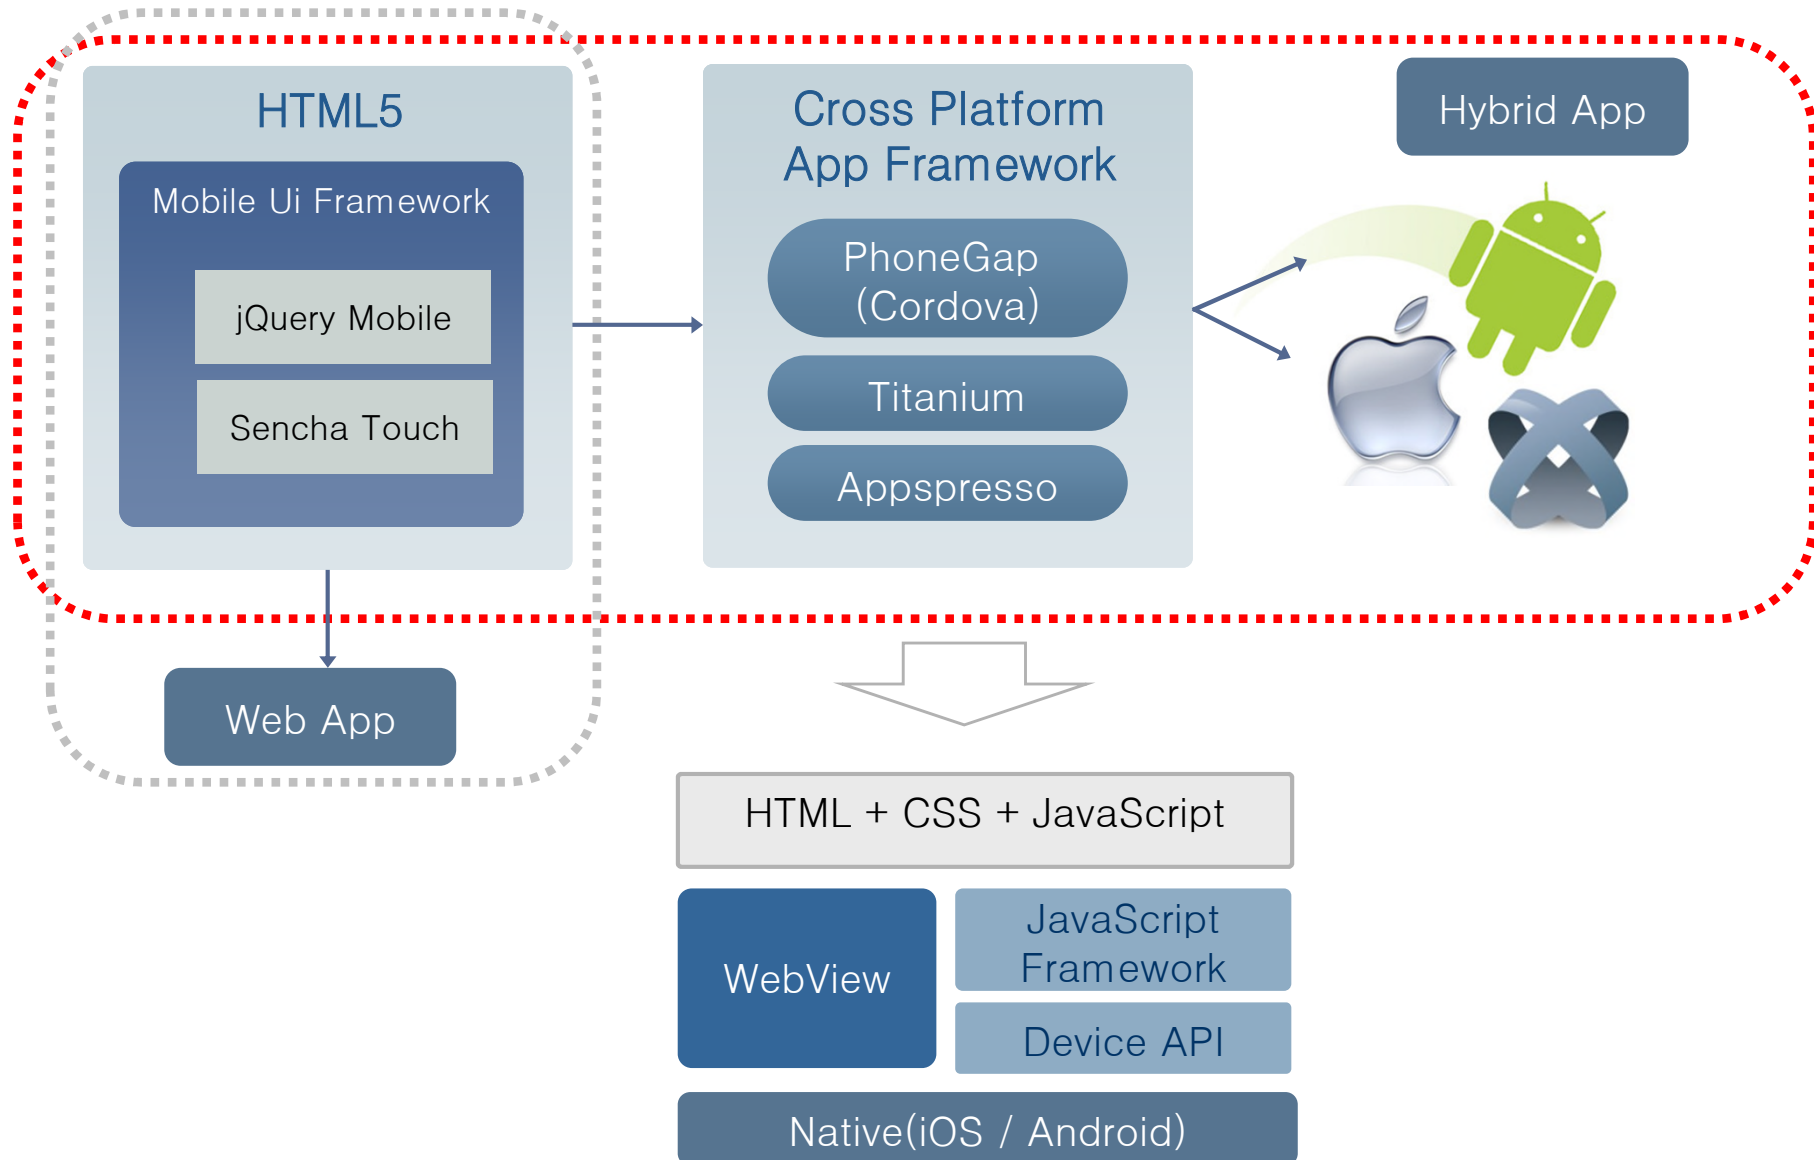 HTML5
Mobile Ui Framework
jQuery Mobile
Sencha Touch
Web App
Cross Platform
App Framework
PhoneGap
(Cordova)
Titanium
Appspresso
Hybrid App
HTML + CSS + JavaScript
WebView
JavaScript
Framework
Device API
Native(iOS / Android)